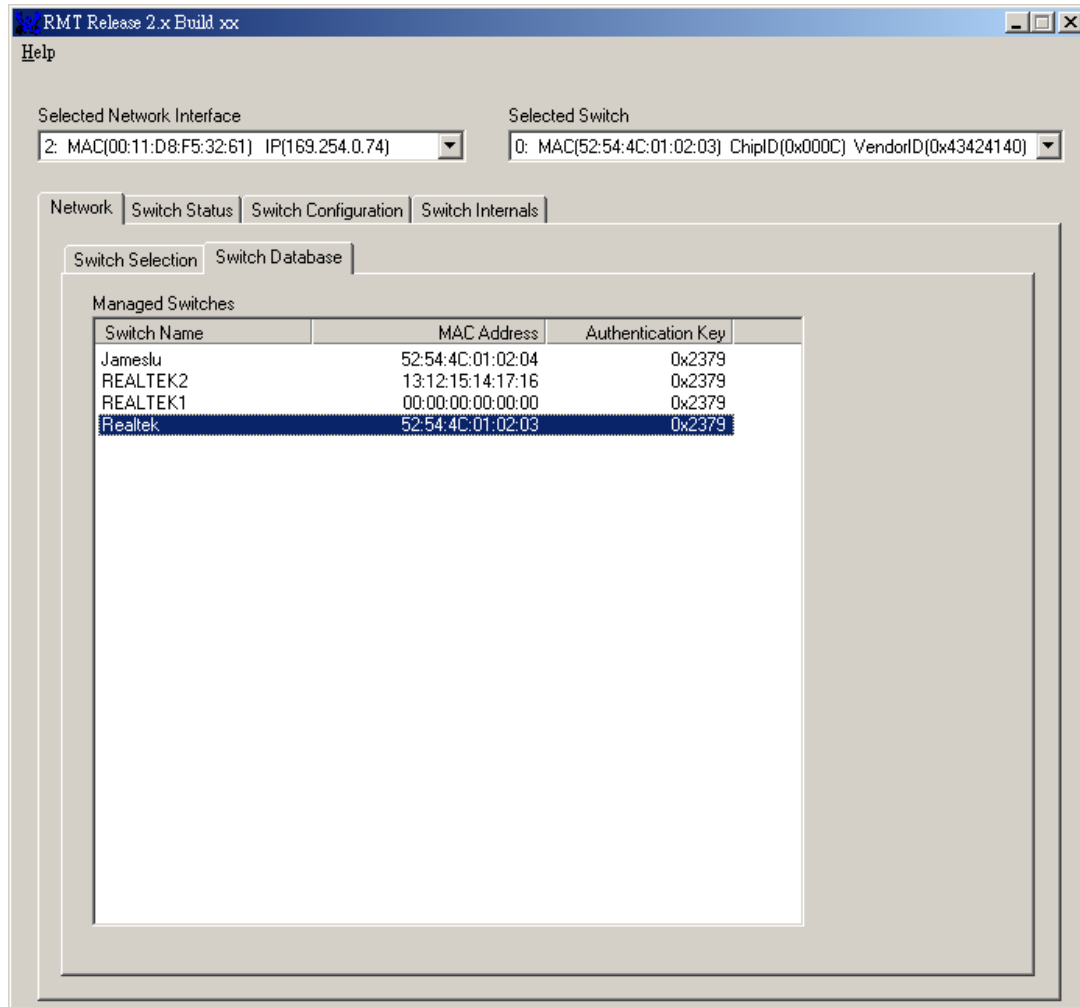 RMT Release 2.x Build xx
Help
Selected Network Interface
Selected Switch
2: MAC(00:11:D8:F5:32:61) IP(169.254.0.74)
0: MAC(52:54:4C:01:02:03) ChipID(0x000C) VendorID(0x43424140)
Network Switch Status Switch Configuration Switch Internals
Switch Selection Switch Database
Managed Switches
Switch Name MAC Address Authentication Key
Jameslu 52:54:4C:01:02:04 0x2379
REALTEK2 13:12:15:14:17:16 0x2379
REALTEK1 00:00:00:00:00:00 0x2379
Realtek 52:54:4C:01:02:03 0x2379